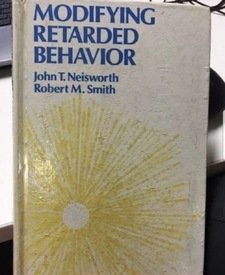 MODIFYING
RETARDED
BEHAVIOR
John T. Neisworth
Robert M. Smith